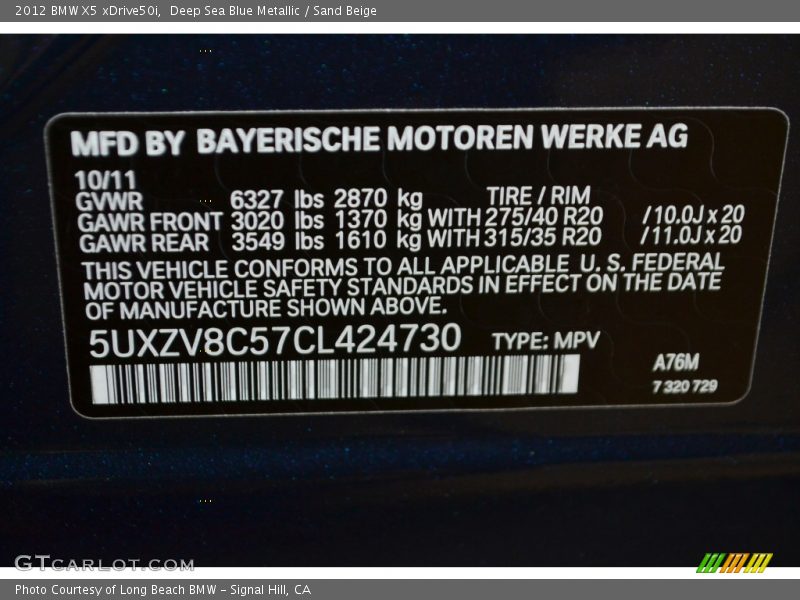 2012 BMW X5 xDrive50i, Deep Sea Blue Metallic / Sand Beige
MFD BY BAYERISCHE MOTOREN WERKE AG
10/11
GVWR 6327 lbs 2870 kg TIRE / RIM
GAWR FRONT 3020 lbs 1370 kg WITH 275/40 R20 /10.0J x 20
GAWR REAR 3549 lbs 1610 kg WITH 315/35 R20 /11.0J x 20
THIS VEHICLE CONFORMS TO ALL APPLICABLE U. S. FEDERAL
MOTOR VEHICLE SAFETY STANDARDS IN EFFECT ON THE DATE
OF MANUFACTURE SHOWN ABOVE.
5UXZV8C57CL424730 TYPE: MPV
A76M
7 320 729
GTCARLOT.COM
Photo Courtesy of Long Beach BMW - Signal Hill, CA